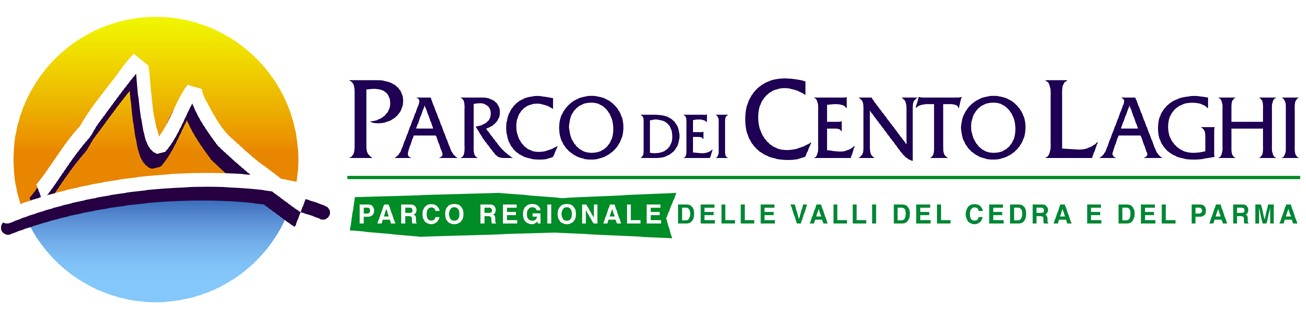 PARCO DEI CENTO LAGHI
PARCO REGIONALE DELLE VALLI DEL CEDRA E DEL PARMA